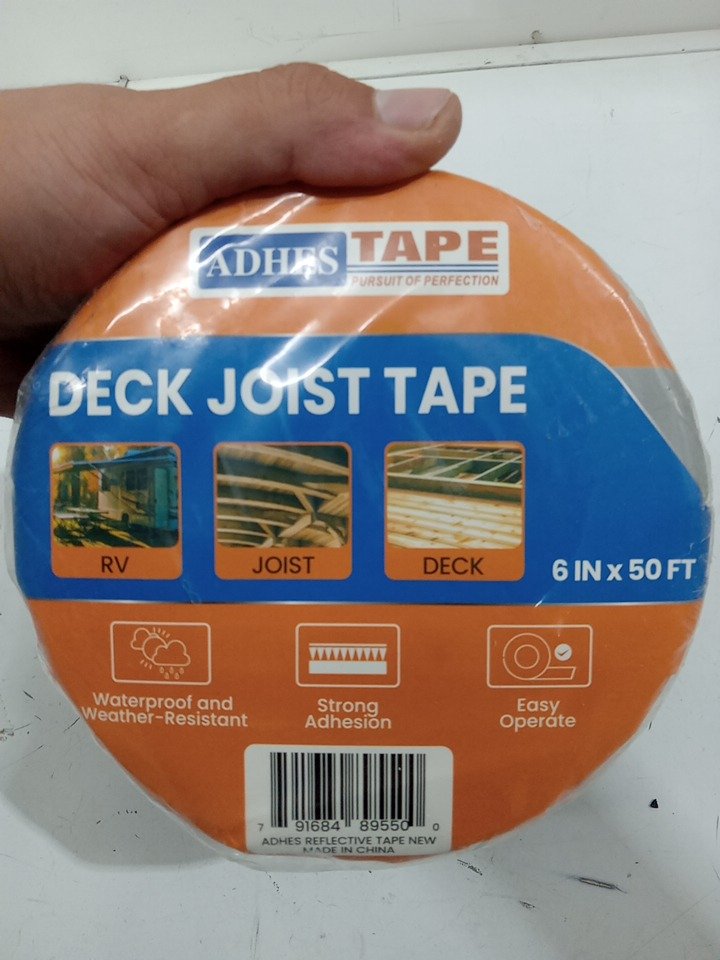 ADHES TAPE
PURSUIT OF PERFECTION
DECK JOIST TAPE
RV
JOIST
DECK
6 IN x 50 FT
Waterproof and
Weather-Resistant
Strong
Adhesion
Easy
Operate
7 91684 89550 0
ADHES REFLECTIVE TAPE NEW
MADE IN CHINA